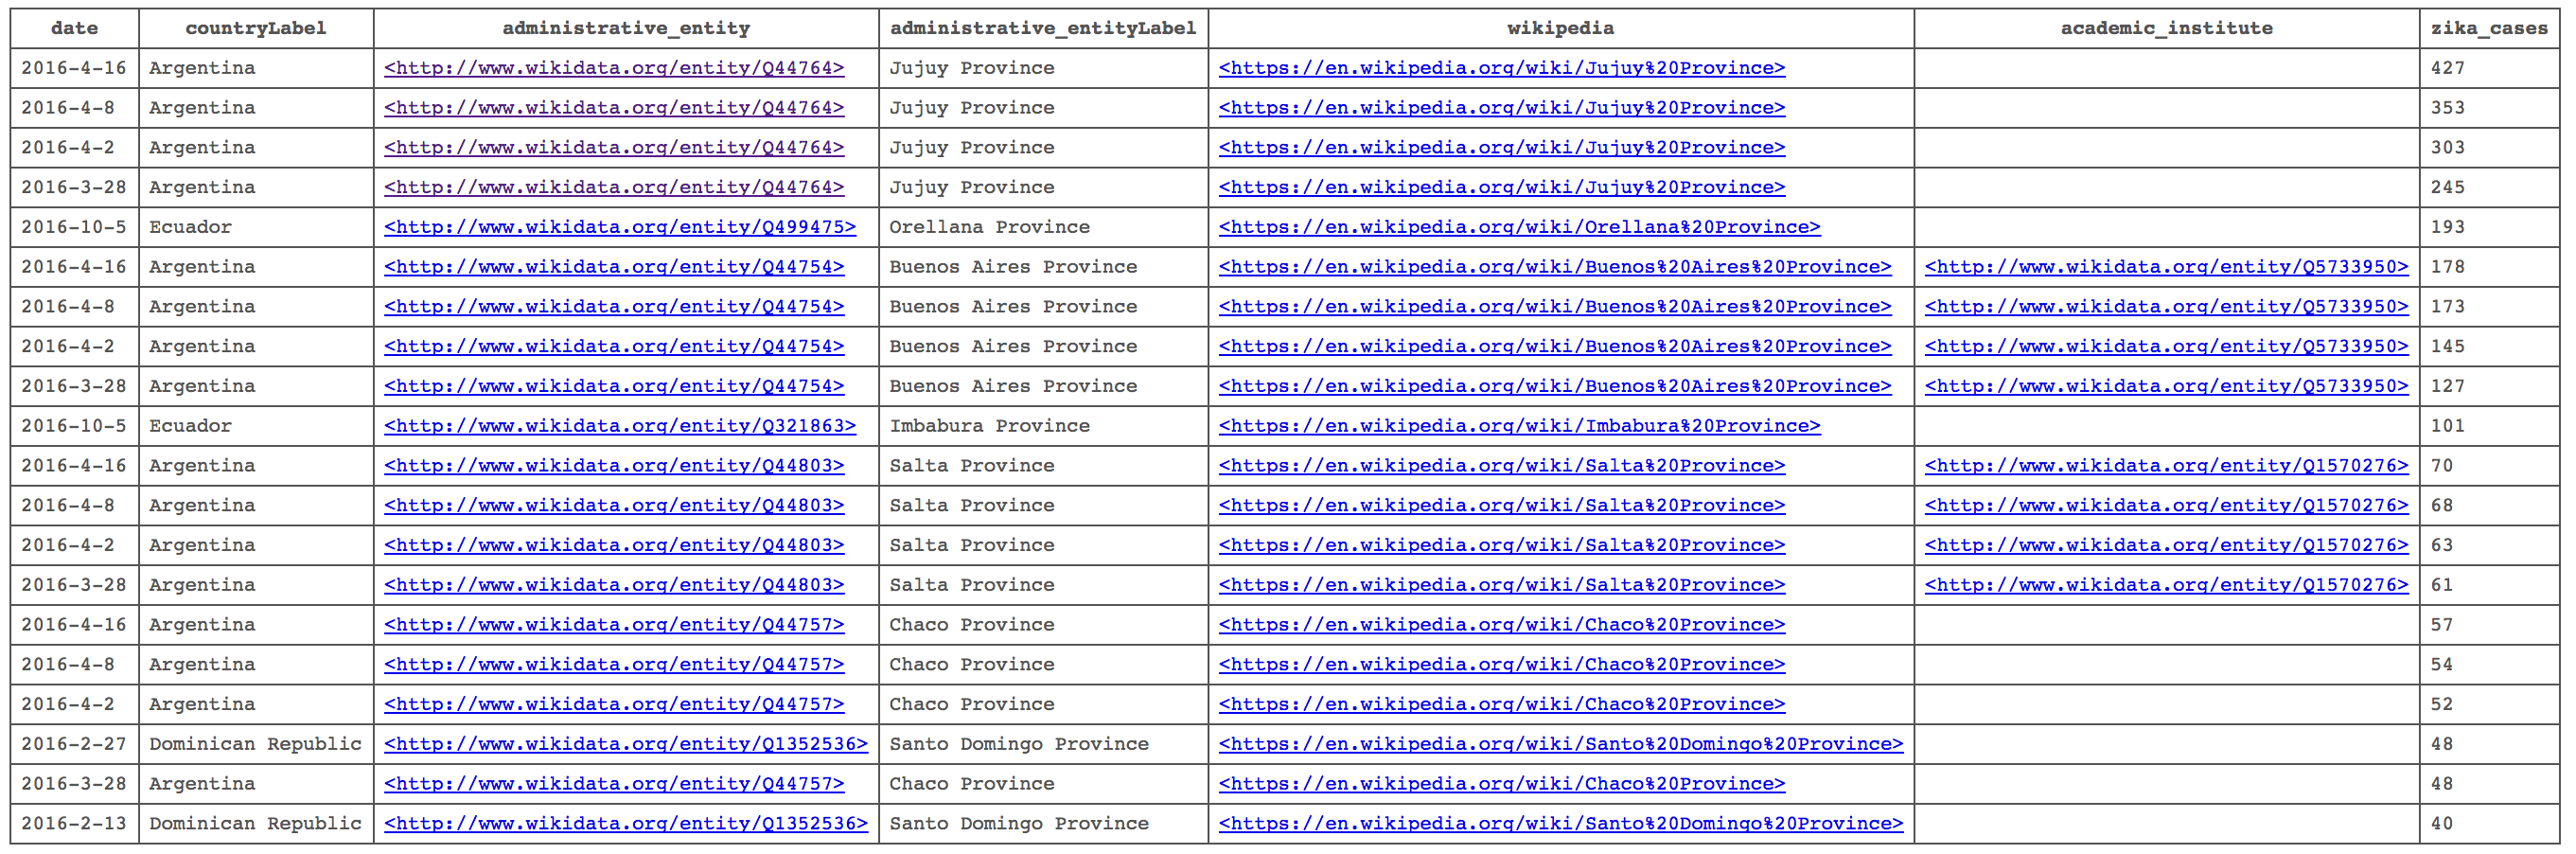 date countryLabel administrative_entity administrative_entityLabel wikipedia academic_institute zika_cases
2016-4-16 Argentina <http://www.wikidata.org/entity/Q44764> Jujuy Province <https://en.wikipedia.org/wiki/Jujuy%20Province> 427
2016-4-8 Argentina <http://www.wikidata.org/entity/Q44764> Jujuy Province <https://en.wikipedia.org/wiki/Jujuy%20Province> 353
2016-4-2 Argentina <http://www.wikidata.org/entity/Q44764> Jujuy Province <https://en.wikipedia.org/wiki/Jujuy%20Province> 303
2016-3-28 Argentina <http://www.wikidata.org/entity/Q44764> Jujuy Province <https://en.wikipedia.org/wiki/Jujuy%20Province> 245
2016-10-5 Ecuador <http://www.wikidata.org/entity/Q499475> Orellana Province <https://en.wikipedia.org/wiki/Orellana%20Province> 193
2016-4-16 Argentina <http://www.wikidata.org/entity/Q44754> Buenos Aires Province <https://en.wikipedia.org/wiki/Buenos%20Aires%20Province> <http://www.wikidata.org/entity/Q5733950> 178
2016-4-8 Argentina <http://www.wikidata.org/entity/Q44754> Buenos Aires Province <https://en.wikipedia.org/wiki/Buenos%20Aires%20Province> <http://www.wikidata.org/entity/Q5733950> 173
2016-4-2 Argentina <http://www.wikidata.org/entity/Q44754> Buenos Aires Province <https://en.wikipedia.org/wiki/Buenos%20Aires%20Province> <http://www.wikidata.org/entity/Q5733950> 145
2016-3-28 Argentina <http://www.wikidata.org/entity/Q44754> Buenos Aires Province <https://en.wikipedia.org/wiki/Buenos%20Aires%20Province> <http://www.wikidata.org/entity/Q5733950> 127
2016-10-5 Ecuador <http://www.wikidata.org/entity/Q321863> Imbabura Province <https://en.wikipedia.org/wiki/Imbabura%20Province> 101
2016-4-16 Argentina <http://www.wikidata.org/entity/Q44803> Salta Province <https://en.wikipedia.org/wiki/Salta%20Province> <http://www.wikidata.org/entity/Q1570276> 70
2016-4-8 Argentina <http://www.wikidata.org/entity/Q44803> Salta Province <https://en.wikipedia.org/wiki/Salta%20Province> <http://www.wikidata.org/entity/Q1570276> 68
2016-4-2 Argentina <http://www.wikidata.org/entity/Q44803> Salta Province <https://en.wikipedia.org/wiki/Salta%20Province> <http://www.wikidata.org/entity/Q1570276> 63
2016-3-28 Argentina <http://www.wikidata.org/entity/Q44803> Salta Province <https://en.wikipedia.org/wiki/Salta%20Province> <http://www.wikidata.org/entity/Q1570276> 61
2016-4-16 Argentina <http://www.wikidata.org/entity/Q44757> Chaco Province <https://en.wikipedia.org/wiki/Chaco%20Province> 57
2016-4-8 Argentina <http://www.wikidata.org/entity/Q44757> Chaco Province <https://en.wikipedia.org/wiki/Chaco%20Province> 54
2016-4-2 Argentina <http://www.wikidata.org/entity/Q44757> Chaco Province <https://en.wikipedia.org/wiki/Chaco%20Province> 52
2016-2-27 Dominican Republic <http://www.wikidata.org/entity/Q1352536> Santo Domingo Province <https://en.wikipedia.org/wiki/Santo%20Domingo%20Province> 48
2016-3-28 Argentina <http://www.wikidata.org/entity/Q44757> Chaco Province <https://en.wikipedia.org/wiki/Chaco%20Province> 48
2016-2-13 Dominican Republic <http://www.wikidata.org/entity/Q1352536> Santo Domingo Province <https://en.wikipedia.org/wiki/Santo%20Domingo%20Province> 40